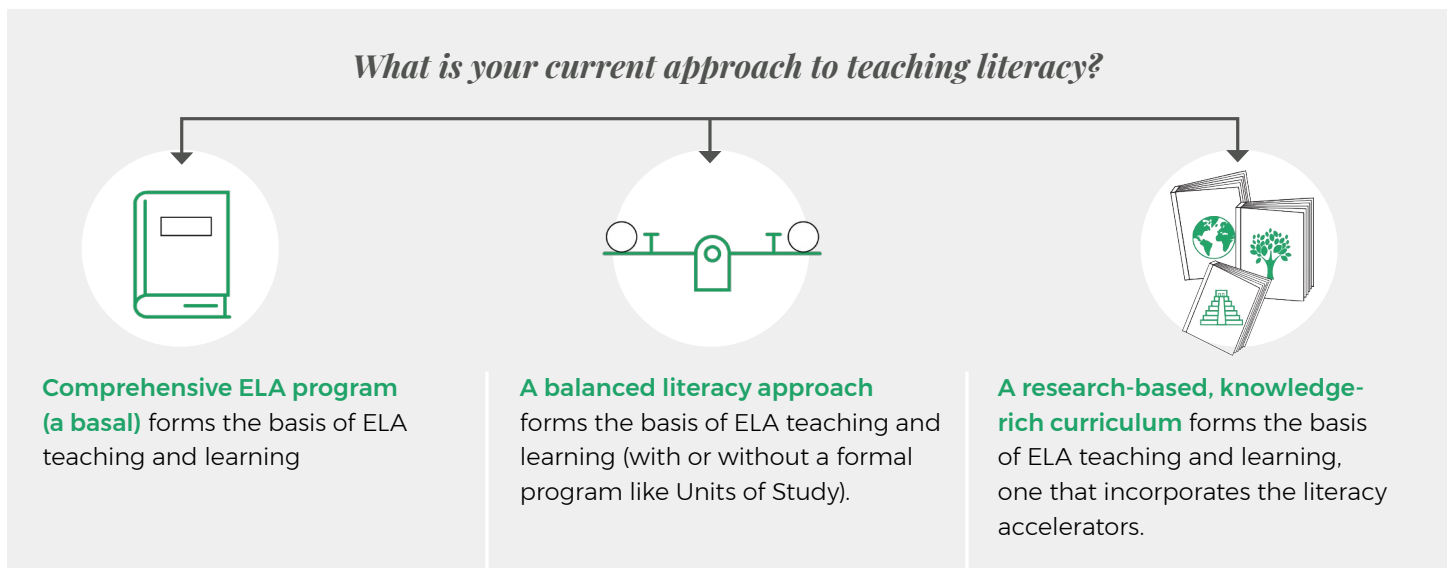 What is your current approach to teaching literacy?
Comprehensive ELA program
(a basal) forms the basis of ELA
teaching and learning
A balanced literacy approach
forms the basis of ELA teaching and
learning (with or without a formal
program like Units of Study).
A research-based, knowledge-
rich curriculum forms the basis
of ELA teaching and learning,
one that incorporates the literacy
accelerators.